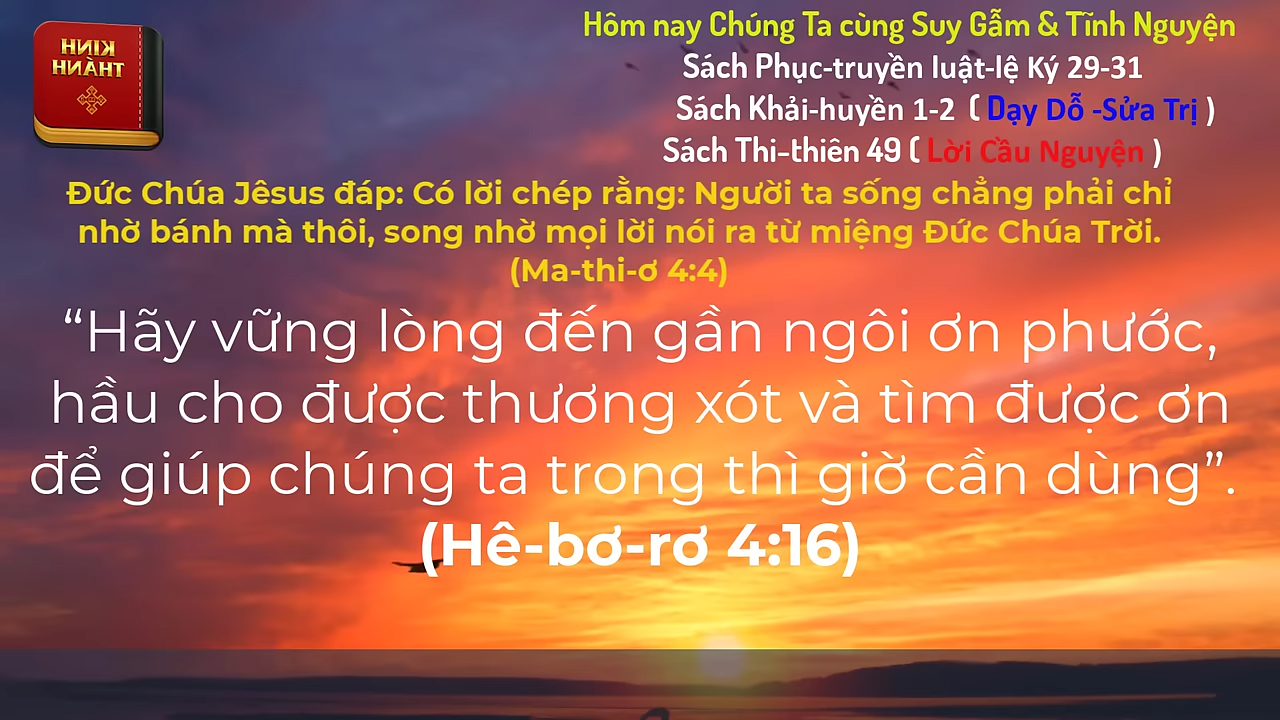 KINH
THÀNH
Hôm nay Chúng Ta cùng Suy Gẫm & Tĩnh Nguyện
Sách Phục-truyền luật-lệ Ký 29-31
Sách Khải-huyền 1-2 ( Dạy Dỗ -Sửa Trị )
Sách Thi-thiên 49 ( Lời Cầu Nguyện )
Đức Chúa Jêsus đáp: Có lời chép rằng: Người ta sống chẳng phải chỉ
nhờ bánh mà thôi, song nhờ mọi lời nói ra từ miệng Đức Chúa Trời.
(Ma-thi-ơ 4:4)
“Hãy vững lòng đến gần ngôi ơn phước,
hầu cho được thương xót và tìm được ơn
để giúp chúng ta trong thì giờ cần dùng”.
(Hê-bơ-rơ 4:16)